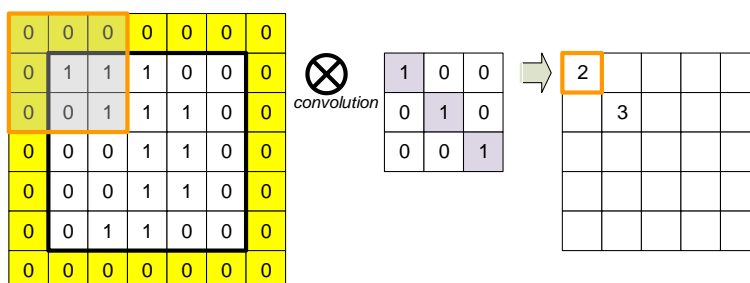 0 0 0 0 0 0 0
0 1 1 1 0 0 0 1 0 0 2
0 0 1 1 1 0 0 convolution 0 1 0 3
0 0 0 1 1 0 0 0 0 1
0 0 0 1 1 0 0
0 0 1 1 0 0 0
0 0 0 0 0 0 0